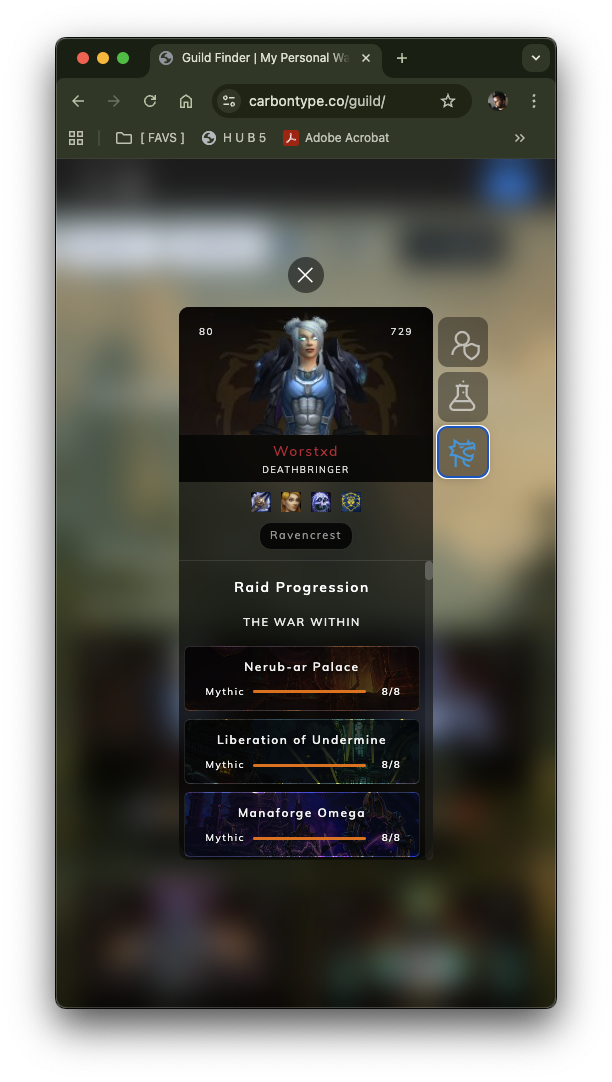 Guild Finder | My Personal Wa
carbontype.co/guild/
[ FAVS ] H U B 5 Adobe Acrobat
80 729
Worstxd
DEATHBRINGER
Ravencrest
Raid Progression
THE WAR WITHIN
Nerub-ar Palace
Mythic 8/8
Liberation of Undermine
Mythic 8/8
Manaforge Omega
Mythic 8/8